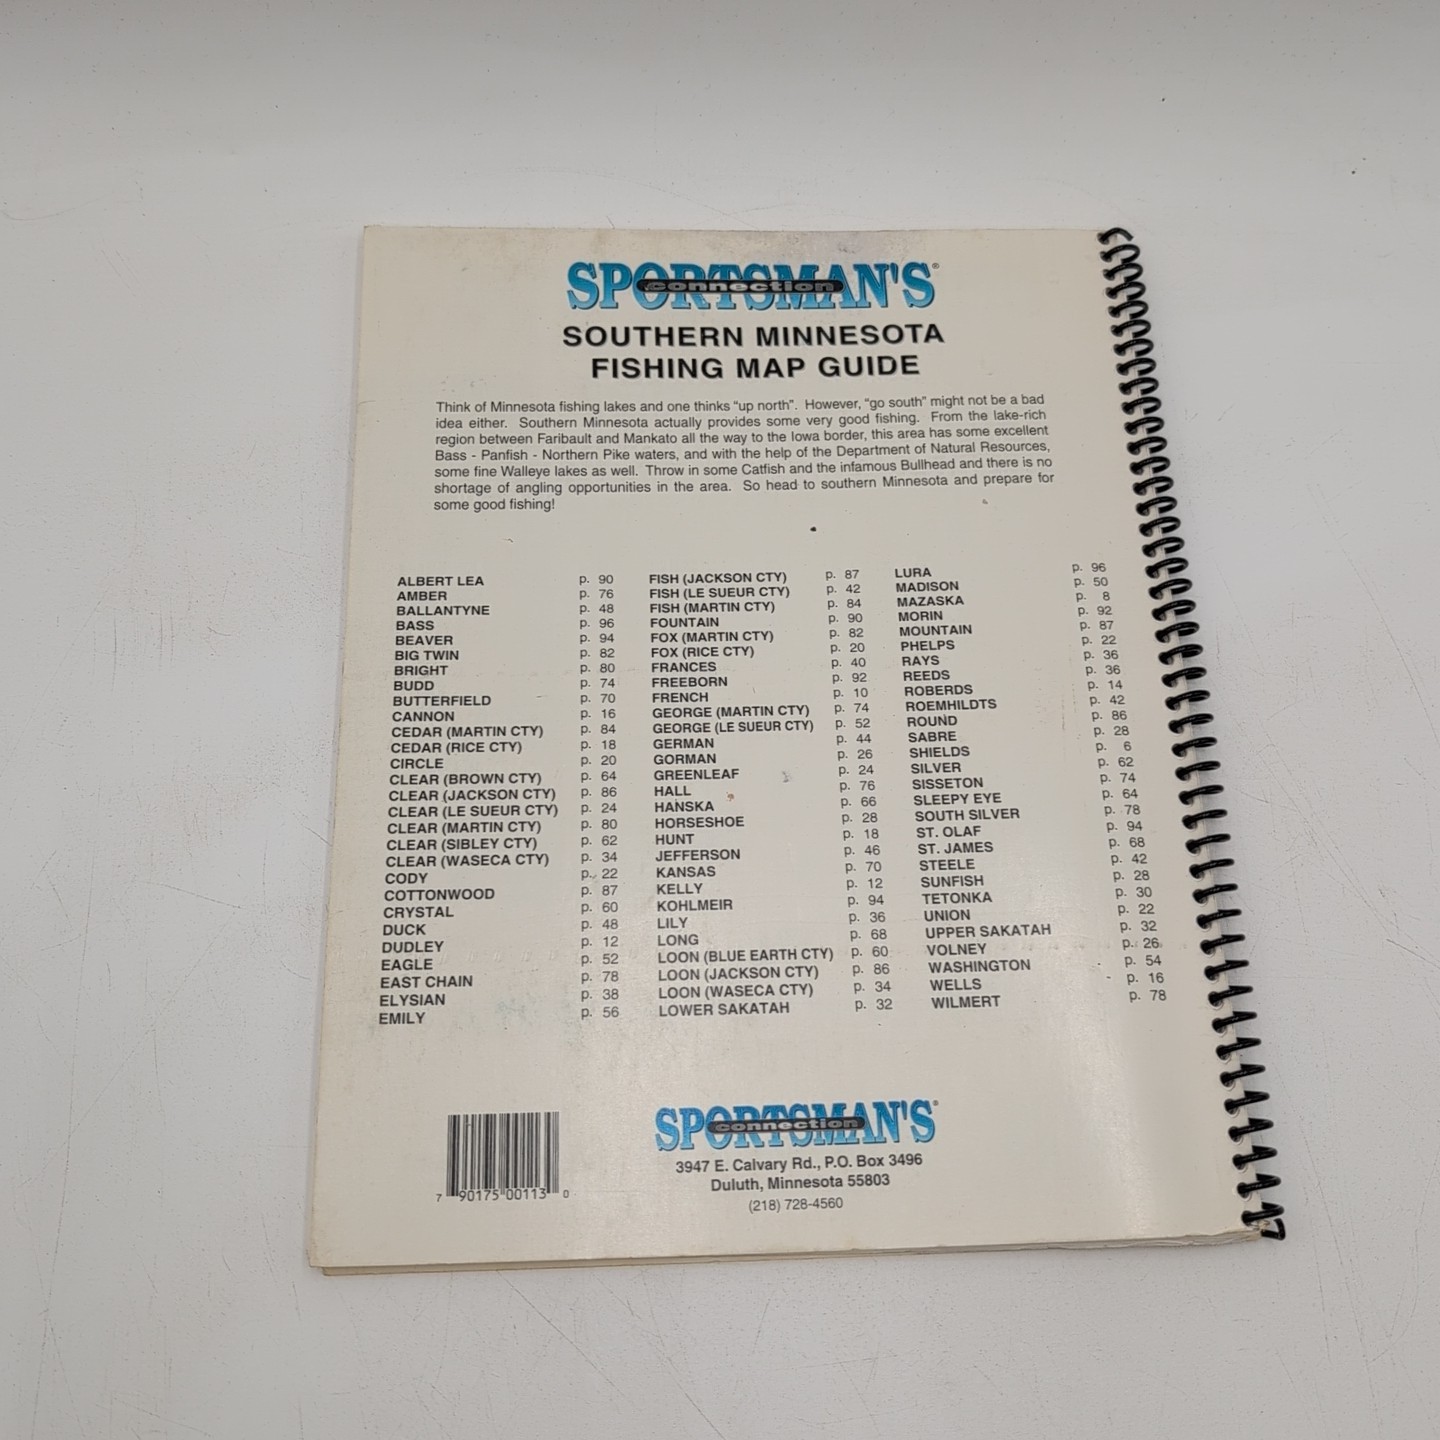 SPORTSMAN'S®
connection
SOUTHERN MINNESOTA
FISHING MAP GUIDE
Think of Minnesota fishing lakes and one thinks "up north". However, "go south" might not be a bad
idea either. Southern Minnesota actually provides some very good fishing. From the lake-rich
region between Faribault and Mankato all the way to the Iowa border, this area has some excellent
Bass - Panfish - Northern Pike waters, and with the help of the Department of Natural Resources,
some fine Walleye lakes as well. Throw in some Catfish and the infamous Bullhead and there is no
shortage of angling opportunities in the area. So head to southern Minnesota and prepare for
some good fishing!
ALBERT LEA p. 90
AMBER p. 76
BALLANTYNE p. 48
BASS p. 96
BEAVER p. 94
BIG TWIN p. 82
BRIGHT p. 80
BUDD p. 74
BUTTERFIELD p. 70
CANNON p. 16
CEDAR (MARTIN CTY) p. 84
CEDAR (RICE CTY) p. 18
CIRCLE p. 20
CLEAR (BROWN CTY) p. 64
CLEAR (JACKSON CTY) p. 86
CLEAR (LE SUEUR CTY) p. 24
CLEAR (MARTIN CTY) p. 80
CLEAR (SIBLEY CTY) p. 62
CLEAR (WASECA CTY) p. 34
CODY p. 22
COTTONWOOD p. 87
CRYSTAL p. 60
DUCK p. 48
DUDLEY p. 12
EAGLE p. 52
EAST CHAIN p. 78
ELYSIAN p. 38
EMILY p. 56
FISH (JACKSON CTY) p. 87
FISH (LE SUEUR CTY) p. 42
FISH (MARTIN CTY) p. 84
FOUNTAIN p. 90
FOX (MARTIN CTY) p. 82
FOX (RICE CTY) p. 20
FRANCES p. 40
FREEBORN p. 92
FRENCH p. 10
GEORGE (MARTIN CTY) p. 74
GEORGE (LE SUEUR CTY) p. 52
GERMAN p. 44
GORMAN p. 26
GREENLEAF p. 24
HALL p. 76
HANSKA p. 66
HORSESHOE p. 28
HUNT p. 18
JEFFERSON p. 46
KANSAS p. 70
KELLY p. 12
KOHLMEIR p. 94
LILY p. 36
LONG p. 68
LOON (BLUE EARTH CTY) p. 60
LOON (JACKSON CTY) p. 86
LOON (WASECA CTY) p. 34
LOWER SAKATAH p. 32
LURA p. 96
MADISON p. 50
MAZASKA p. 8
MORIN p. 92
MOUNTAIN p. 87
PHELPS p. 22
RAYS p. 36
REEDS p. 36
ROBERDS p. 14
ROEMHILDTS p. 42
ROUND p. 86
SABRE p. 28
SHIELDS p. 6
SILVER p. 62
SISSETON p. 74
SLEEPY EYE p. 64
SOUTH SILVER p. 78
ST. OLAF p. 94
ST. JAMES p. 68
STEELE p. 42
SUNFISH p. 28
TETONKA p. 30
UNION p. 22
UPPER SAKATAH p. 32
VOLNEY p. 26
WASHINGTON p. 54
WELLS p. 16
WILMERT p. 78
7 90175 00113 0
SPORTSMAN'S®
connection
3947 E. Calvary Rd., P.O. Box 3496
Duluth, Minnesota 55803
(218) 728-4560